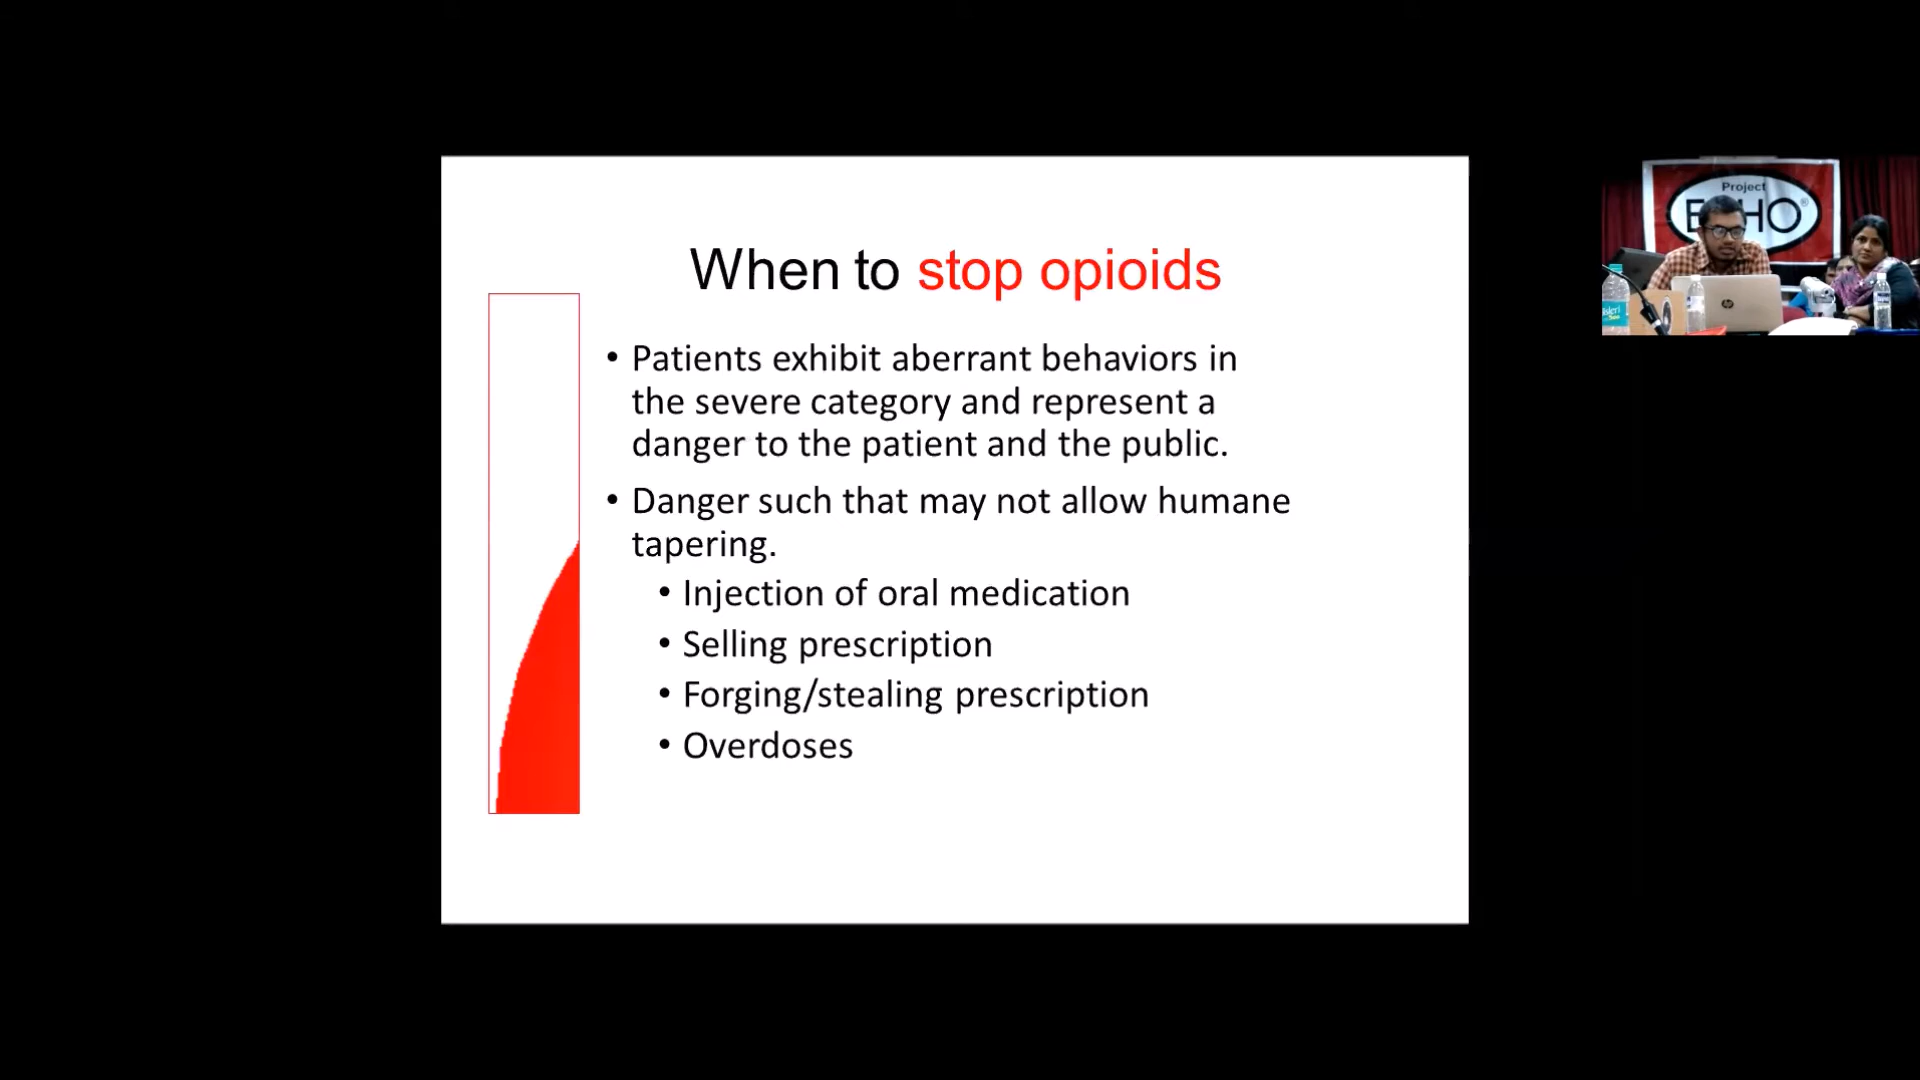 When to stop opioids
• Patients exhibit aberrant behaviors in
the severe category and represent a
danger to the patient and the public.
• Danger such that may not allow humane
tapering.
• Injection of oral medication
• Selling prescription
• Forging/stealing prescription
• Overdoses
Project
hp